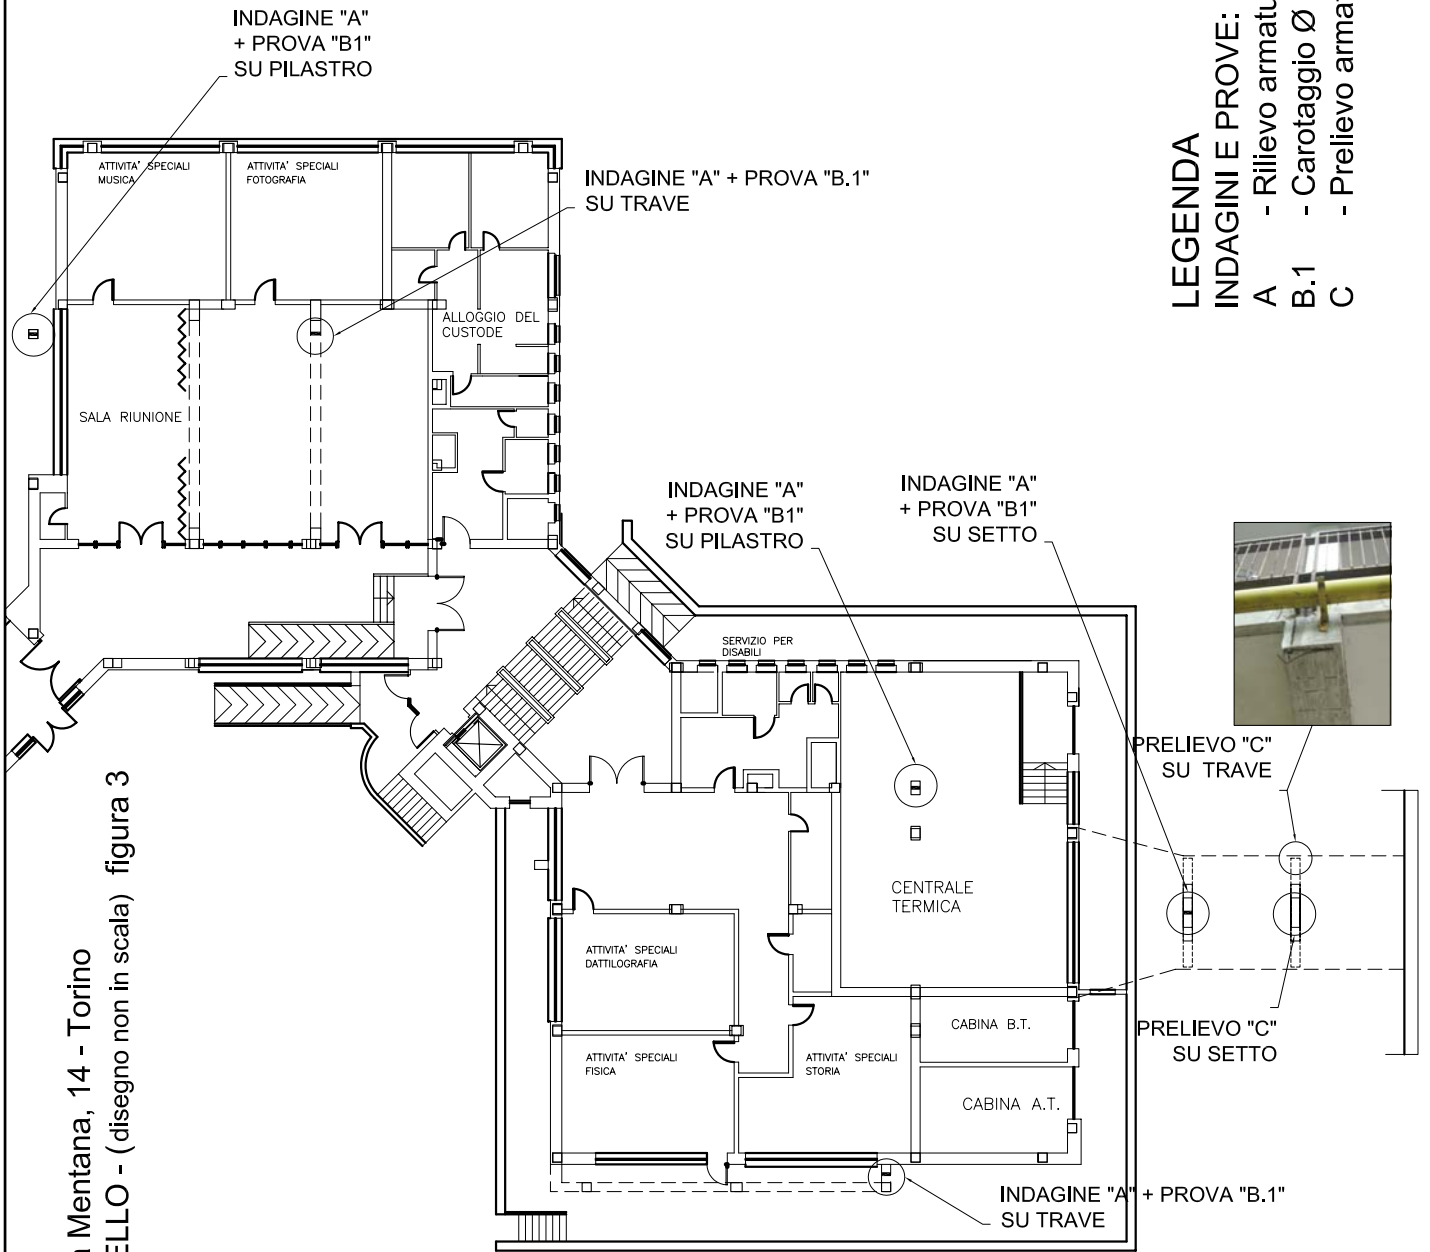 INDAGINE "A"
+ PROVA "B1"
SU PILASTRO
INDAGINE "A" + PROVA "B.1"
SU TRAVE
LEGENDA
INDAGINI E PROVE:
A - Rilievo
B.1 - Carotaggio Ø
C - Prelievo
ATTIVITA' SPECIALI
MUSICA
ATTIVITA' SPECIALI
FOTOGRAFIA
ALLOGGIO DEL
CUSTODE
SALA RIUNIONE
INDAGINE "A"
+ PROVA "B1"
SU PILASTRO
INDAGINE "A"
+ PROVA "B1"
SU SETTO
SERVIZIO PER
DISABILI
PRELIEVO "C"
SU TRAVE
CENTRALE
TERMICA
ATTIVITA' SPECIALI
DATTILOGRAFIA
CABINA B.T.
PRELIEVO "C"
SU SETTO
ATTIVITA' SPECIALI
FISICA
ATTIVITA' SPECIALI
STORIA
CABINA A.T.
INDAGINE "A" + PROVA "B.1"
SU TRAVE
Mentana, 14 - Torino
- (disegno non in scala) figura 3